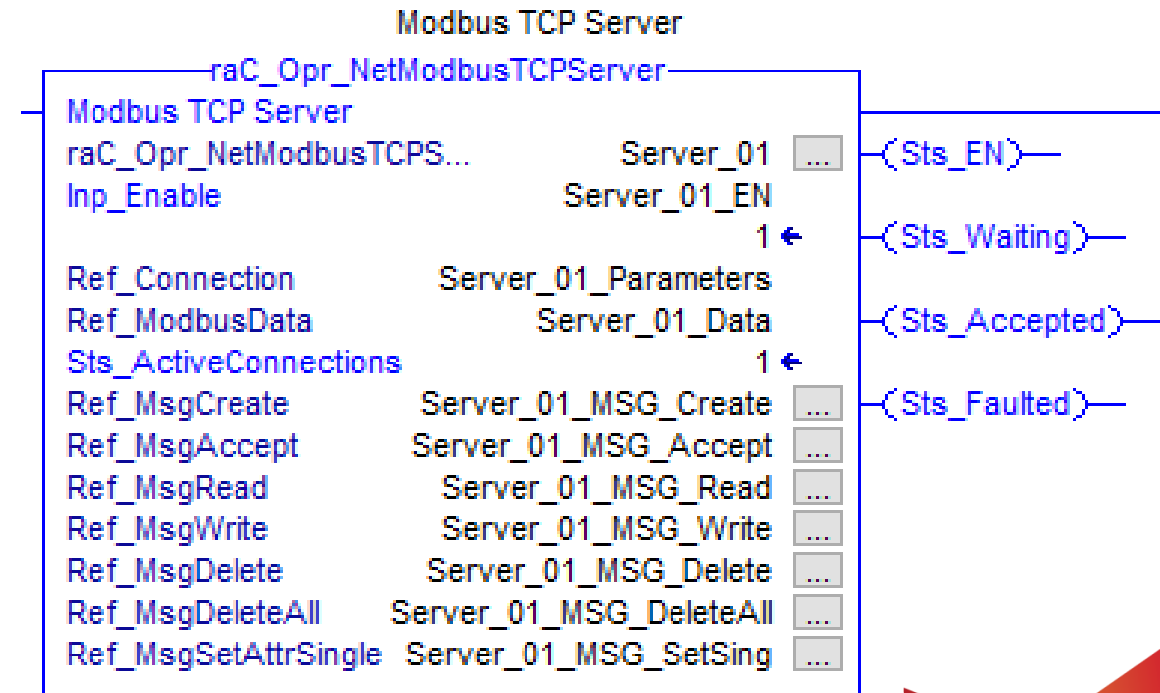 Modbus TCP Server
raC_Opr_NetModbusTCPServer
Modbus TCP Server
raC_Opr_NetModbusTCPS... Server_01 ... (Sts_EN)
Inp_Enable Server_01_EN
1 (Sts_Waiting)
Ref_Connection Server_01_Parameters
Ref_ModbusData Server_01_Data (Sts_Accepted)
Sts_ActiveConnections 1
Ref_MsgCreate Server_01_MSG_Create ... (Sts_Faulted)
Ref_MsgAccept Server_01_MSG_Accept ...
Ref_MsgRead Server_01_MSG_Read ...
Ref_MsgWrite Server_01_MSG_Write ...
Ref_MsgDelete Server_01_MSG_Delete ...
Ref_MsgDeleteAll Server_01_MSG_DeleteAll ...
Ref_MsgSetAttrSingle Server_01_MSG_SetSing ...